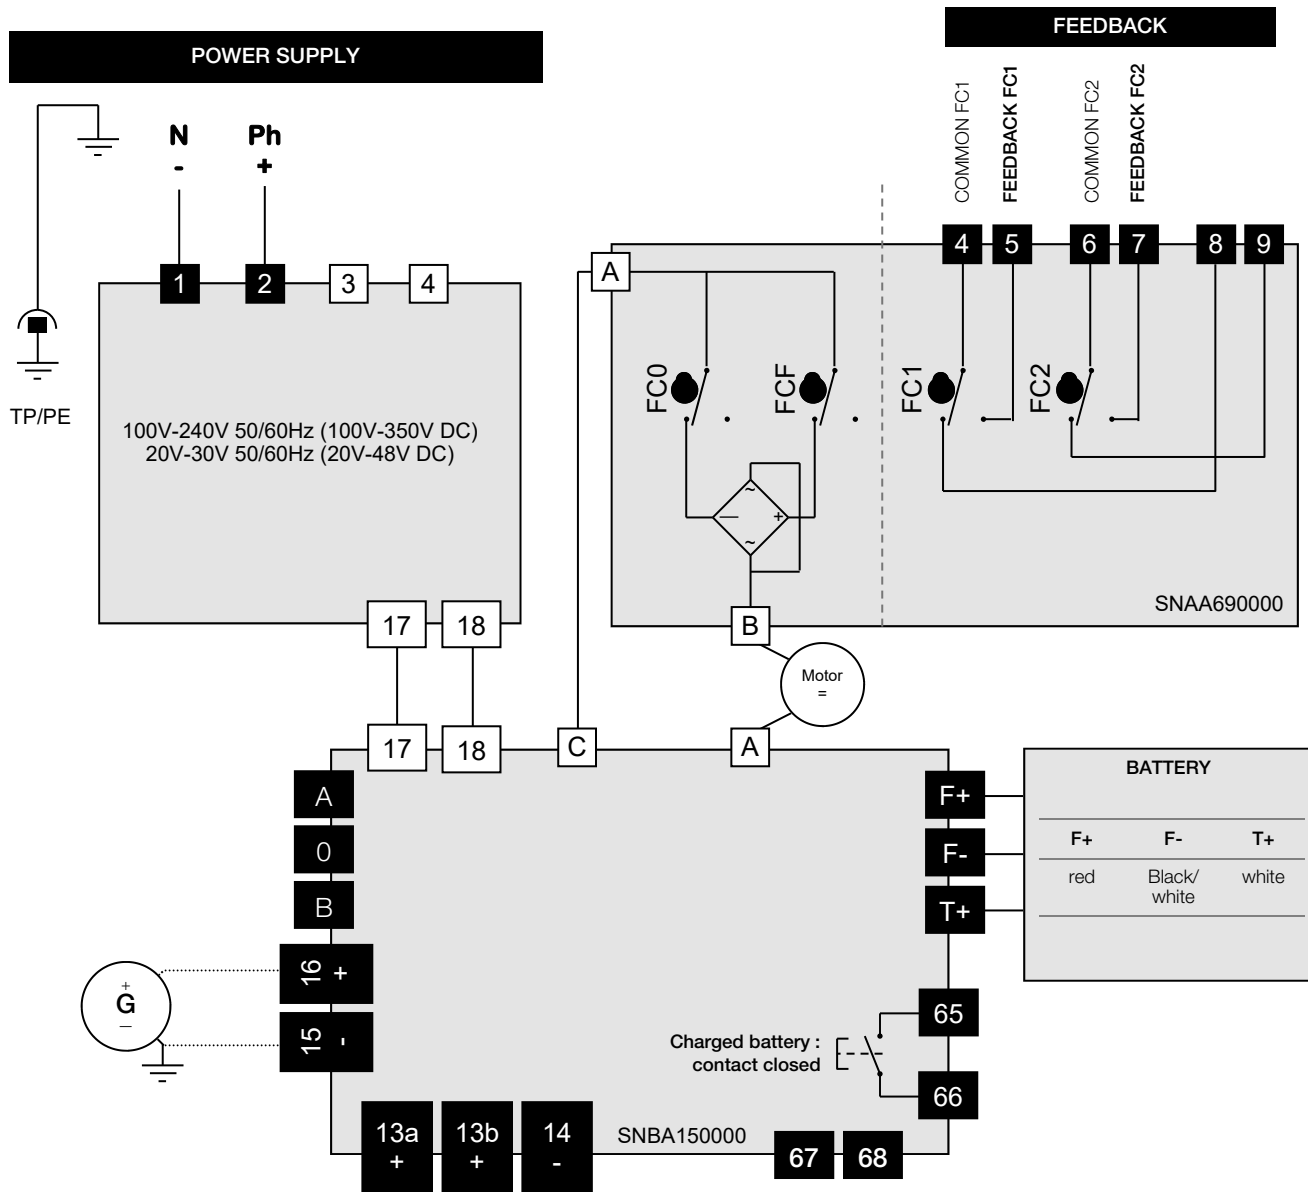 FEEDBACK
POWER SUPPLY
COMMON FC1
FEEDBACK FC1
COMMON FC2
FEEDBACK FC2
N
-
Ph
+
1
2
3
4
4
5
6
7
8
9
A
FC0
FCF
FC1
FC2
TP/PE
100V-240V 50/60Hz (100V-350V DC)
20V-30V 50/60Hz (20V-48V DC)
~
—
+
~
SNAA690000
17
18
B
Motor
=
17
18
C
A
A
0
B
16 +
15 -
+
G
—
F+
F-
T+
BATTERY
F+ F- T+
red Black/ white
white
65
66
Charged battery :
contact closed
13a
+
13b
+
14
-
SNBA150000
67
68